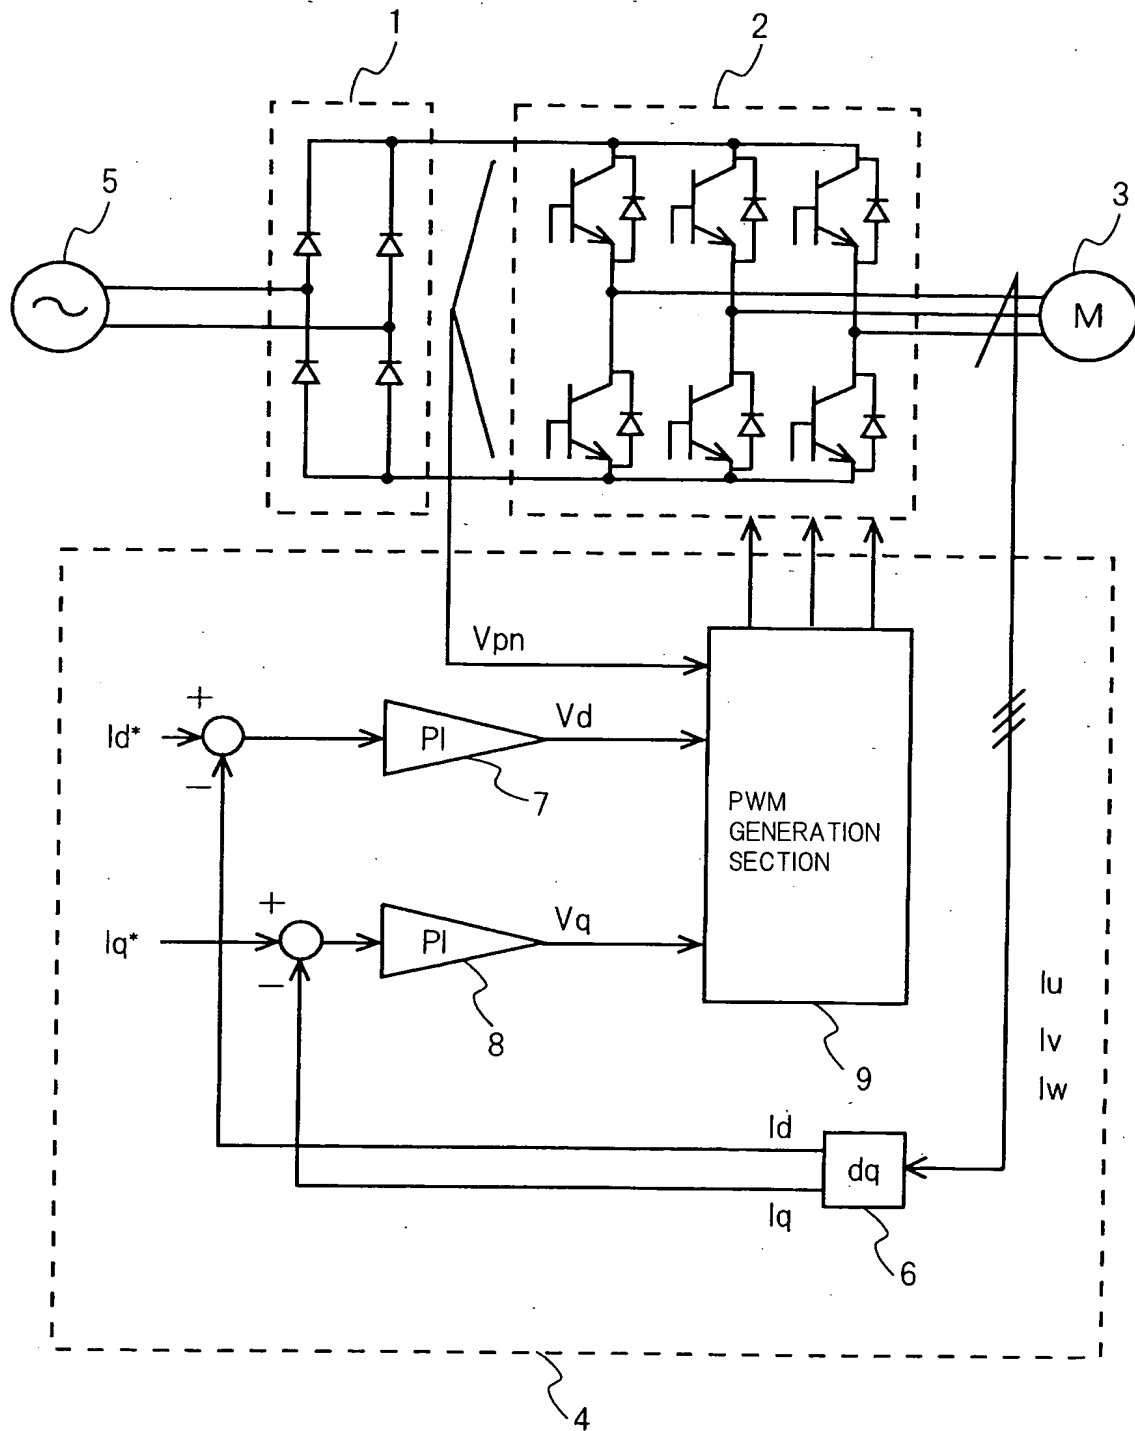 1
2
5
3
M
Vpn
+
Id*
PI
Vd
−
7
PWM
GENERATION
SECTION
+
Iq*
PI
Vq
−
8
9
Iu
Iv
Iw
Id
dq
Iq
6
4